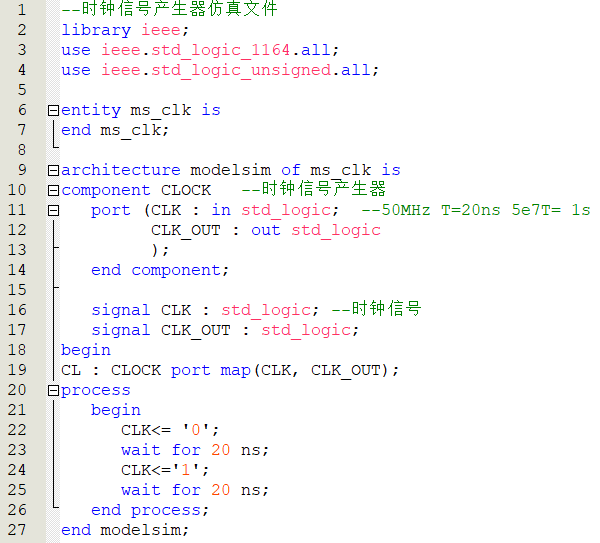 1 --时钟信号产生器仿真文件
2 library ieee;
3 use ieee.std_logic_1164.all;
4 use ieee.std_logic_unsigned.all;
5
6 entity ms_clk is
7 end ms_clk;
8
9 architecture modelsim of ms_clk is
10 component CLOCK   --时钟信号产生器
11    port (CLK : in std_logic;  --50MHz T=20ns 5e7T= 1s
12          CLK_OUT : out std_logic
13          );
14    end component;
15
16    signal CLK : std_logic; --时钟信号
17    signal CLK_OUT : std_logic;
18 begin
19 CL : CLOCK port map(CLK, CLK_OUT);
20 process
21    begin
22       CLK<= '0';
23       wait for 20 ns;
24       CLK<='1';
25       wait for 20 ns;
26    end process;
27 end modelsim;